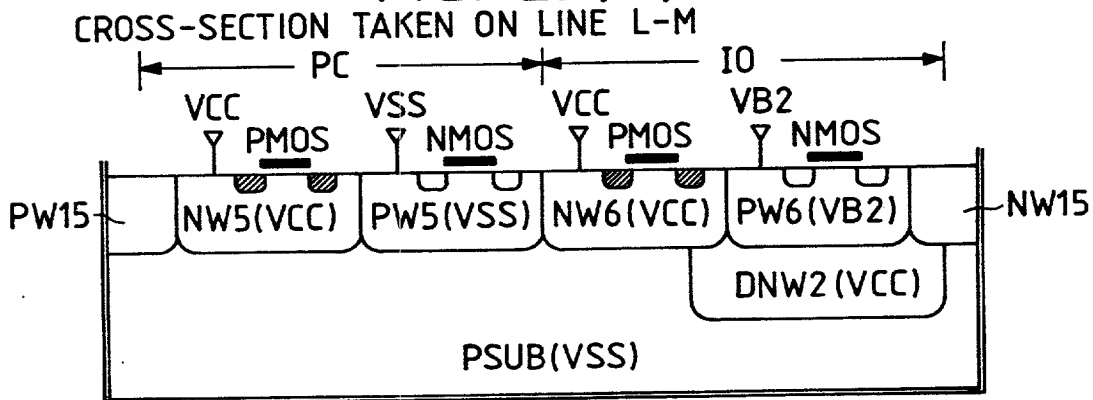 CROSS-SECTION TAKEN ON LINE L-M
PC IO
VCC VSS VCC VB2
PMOS NMOS PMOS NMOS
PW15 NW5(VCC) PW5(VSS) NW6(VCC) PW6(VB2) NW15
DNW2(VCC)
PSUB(VSS)